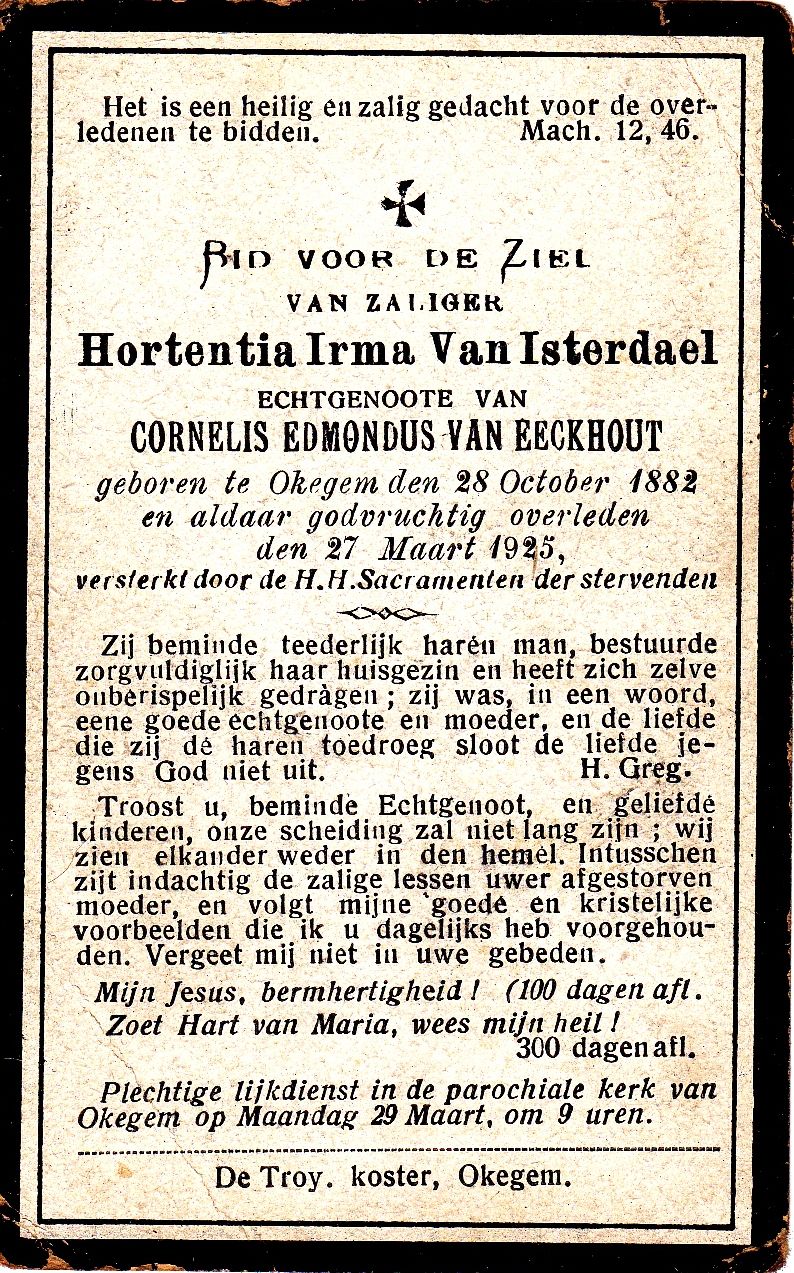 Het is een heilig en zalig gedacht voor de over-
ledenen te bidden. Mach. 12, 46.
BID VOOR DE ZIEL
VAN ZALIGER
Hortentia Irma Van Isterdael
ECHTGENOOTE VAN
CORNELIS EDMONDUS VAN EECKHOUT
geboren te Okegem den 28 October 1882
en aldaar godvruchtig overleden
den 27 Maart 1925,
versterkt door de H.H. Sacramenten der stervenden
Zij beminde teederlijk haren man, bestuurde
zorgvuldiglijk haar huisgezin en heeft zich zelve
onberispelijk gedragen ; zij was, in een woord,
eene goede echtgenoote en moeder, en de liefde
die zij de haren toedroeg sloot de liefde je-
gens God niet uit. H. Greg.
Troost u, beminde Echtgenoot, en geliefde
kinderen, onze scheiding zal niet lang zijn ; wij
zien elkander weder in den hemel. Intusschen
zijt indachtig de zalige lessen uwer afgestorven
moeder, en volgt mijne goede en kristelijke
voorbeelden die ik u dagelijks heb voorgehou-
den. Vergeet mij niet in uwe gebeden.
Mijn Jesus, bermhertigheid ! (100 dagen afl.
Zoet Hart van Maria, wees mijn heil !
300 dagen afl.
Plechtige lijkdienst in de parochiale kerk van
Okegem op Maandag 29 Maart, om 9 uren.
De Troy. koster, Okegem.